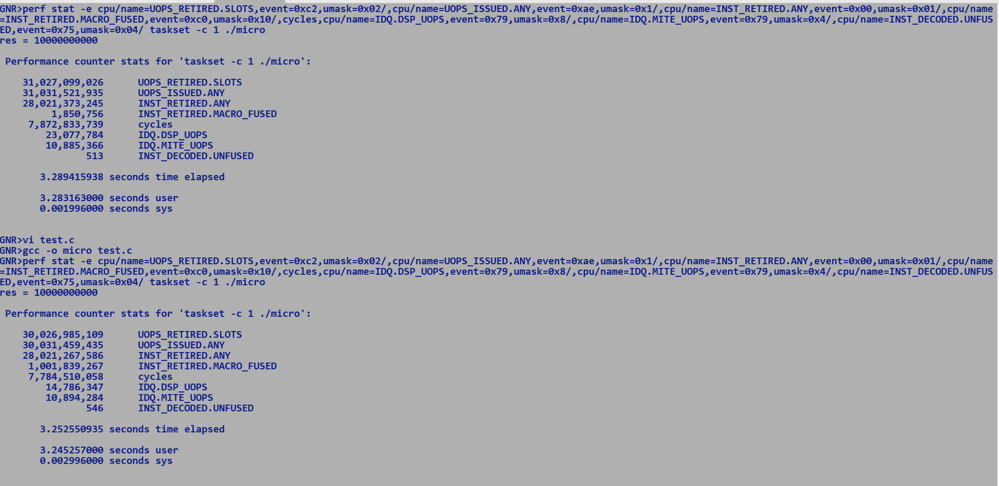 GNR>perf stat -e cpu/name=UOPS_RETIRED.SLOTS,event=0xc2,umask=0x02/,cpu/name=UOPS_ISSUED.ANY,event=0xae,umask=0x1/,cpu/name=INST_RETIRED.ANY,event=0x00,umask=0x01/,cpu/name
=INST_RETIRED.MACRO_FUSED,event=0xc0,umask=0x10/,cycles,cpu/name=IDQ.DSP_UOPS,event=0x79,umask=0x8/,cpu/name=IDQ.MITE_UOPS,event=0x79,umask=0x4/,cpu/name=INST_DECODED.UNFUS
ED,event=0x75,umask=0x04/ taskset -c 1 ./micro
res = 10000000000
Performance counter stats for 'taskset -c 1 ./micro':
31,027,099,026 UOPS_RETIRED.SLOTS
31,031,521,935 UOPS_ISSUED.ANY
28,021,373,245 INST_RETIRED.ANY
1,850,756 INST_RETIRED.MACRO_FUSED
7,872,833,739 cycles
23,077,784 IDQ.DSP_UOPS
10,885,366 IDQ.MITE_UOPS
513 INST_DECODED.UNFUSED
3.289415938 seconds time elapsed
3.283163000 seconds user
0.001996000 seconds sys
GNR>vi test.c
GNR>gcc -o micro test.c
GNR>perf stat -e cpu/name=UOPS_RETIRED.SLOTS,event=0xc2,umask=0x02/,cpu/name=UOPS_ISSUED.ANY,event=0xae,umask=0x1/,cpu/name=INST_RETIRED.ANY,event=0x00,umask=0x01/,cpu/name
=INST_RETIRED.MACRO_FUSED,event=0xc0,umask=0x10/,cycles,cpu/name=IDQ.DSP_UOPS,event=0x79,umask=0x8/,cpu/name=IDQ.MITE_UOPS,event=0x79,umask=0x4/,cpu/name=INST_DECODED.UNFUS
ED,event=0x75,umask=0x04/ taskset -c 1 ./micro
res = 10000000000
Performance counter stats for 'taskset -c 1 ./micro':
30,026,985,109 UOPS_RETIRED.SLOTS
30,031,459,435 UOPS_ISSUED.ANY
28,021,267,586 INST_RETIRED.ANY
1,001,839,267 INST_RETIRED.MACRO_FUSED
7,784,510,058 cycles
14,786,347 IDQ.DSP_UOPS
10,894,284 IDQ.MITE_UOPS
546 INST_DECODED.UNFUSED
3.252550935 seconds time elapsed
3.245257000 seconds user
0.002996000 seconds sys